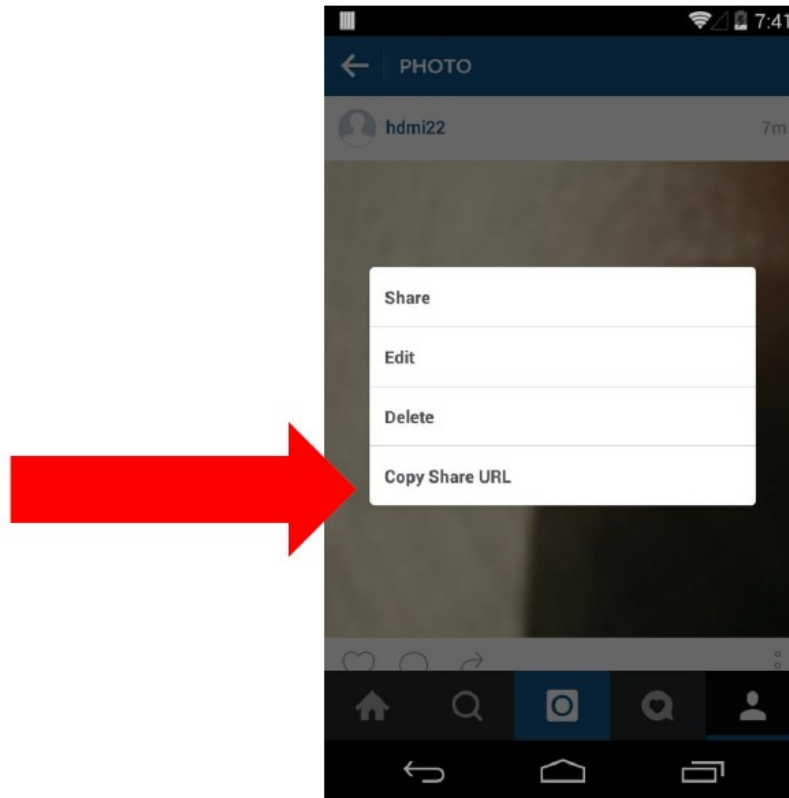 7:41
PHOTO
hdmi22
7m
Share
Edit
Delete
Copy Share URL